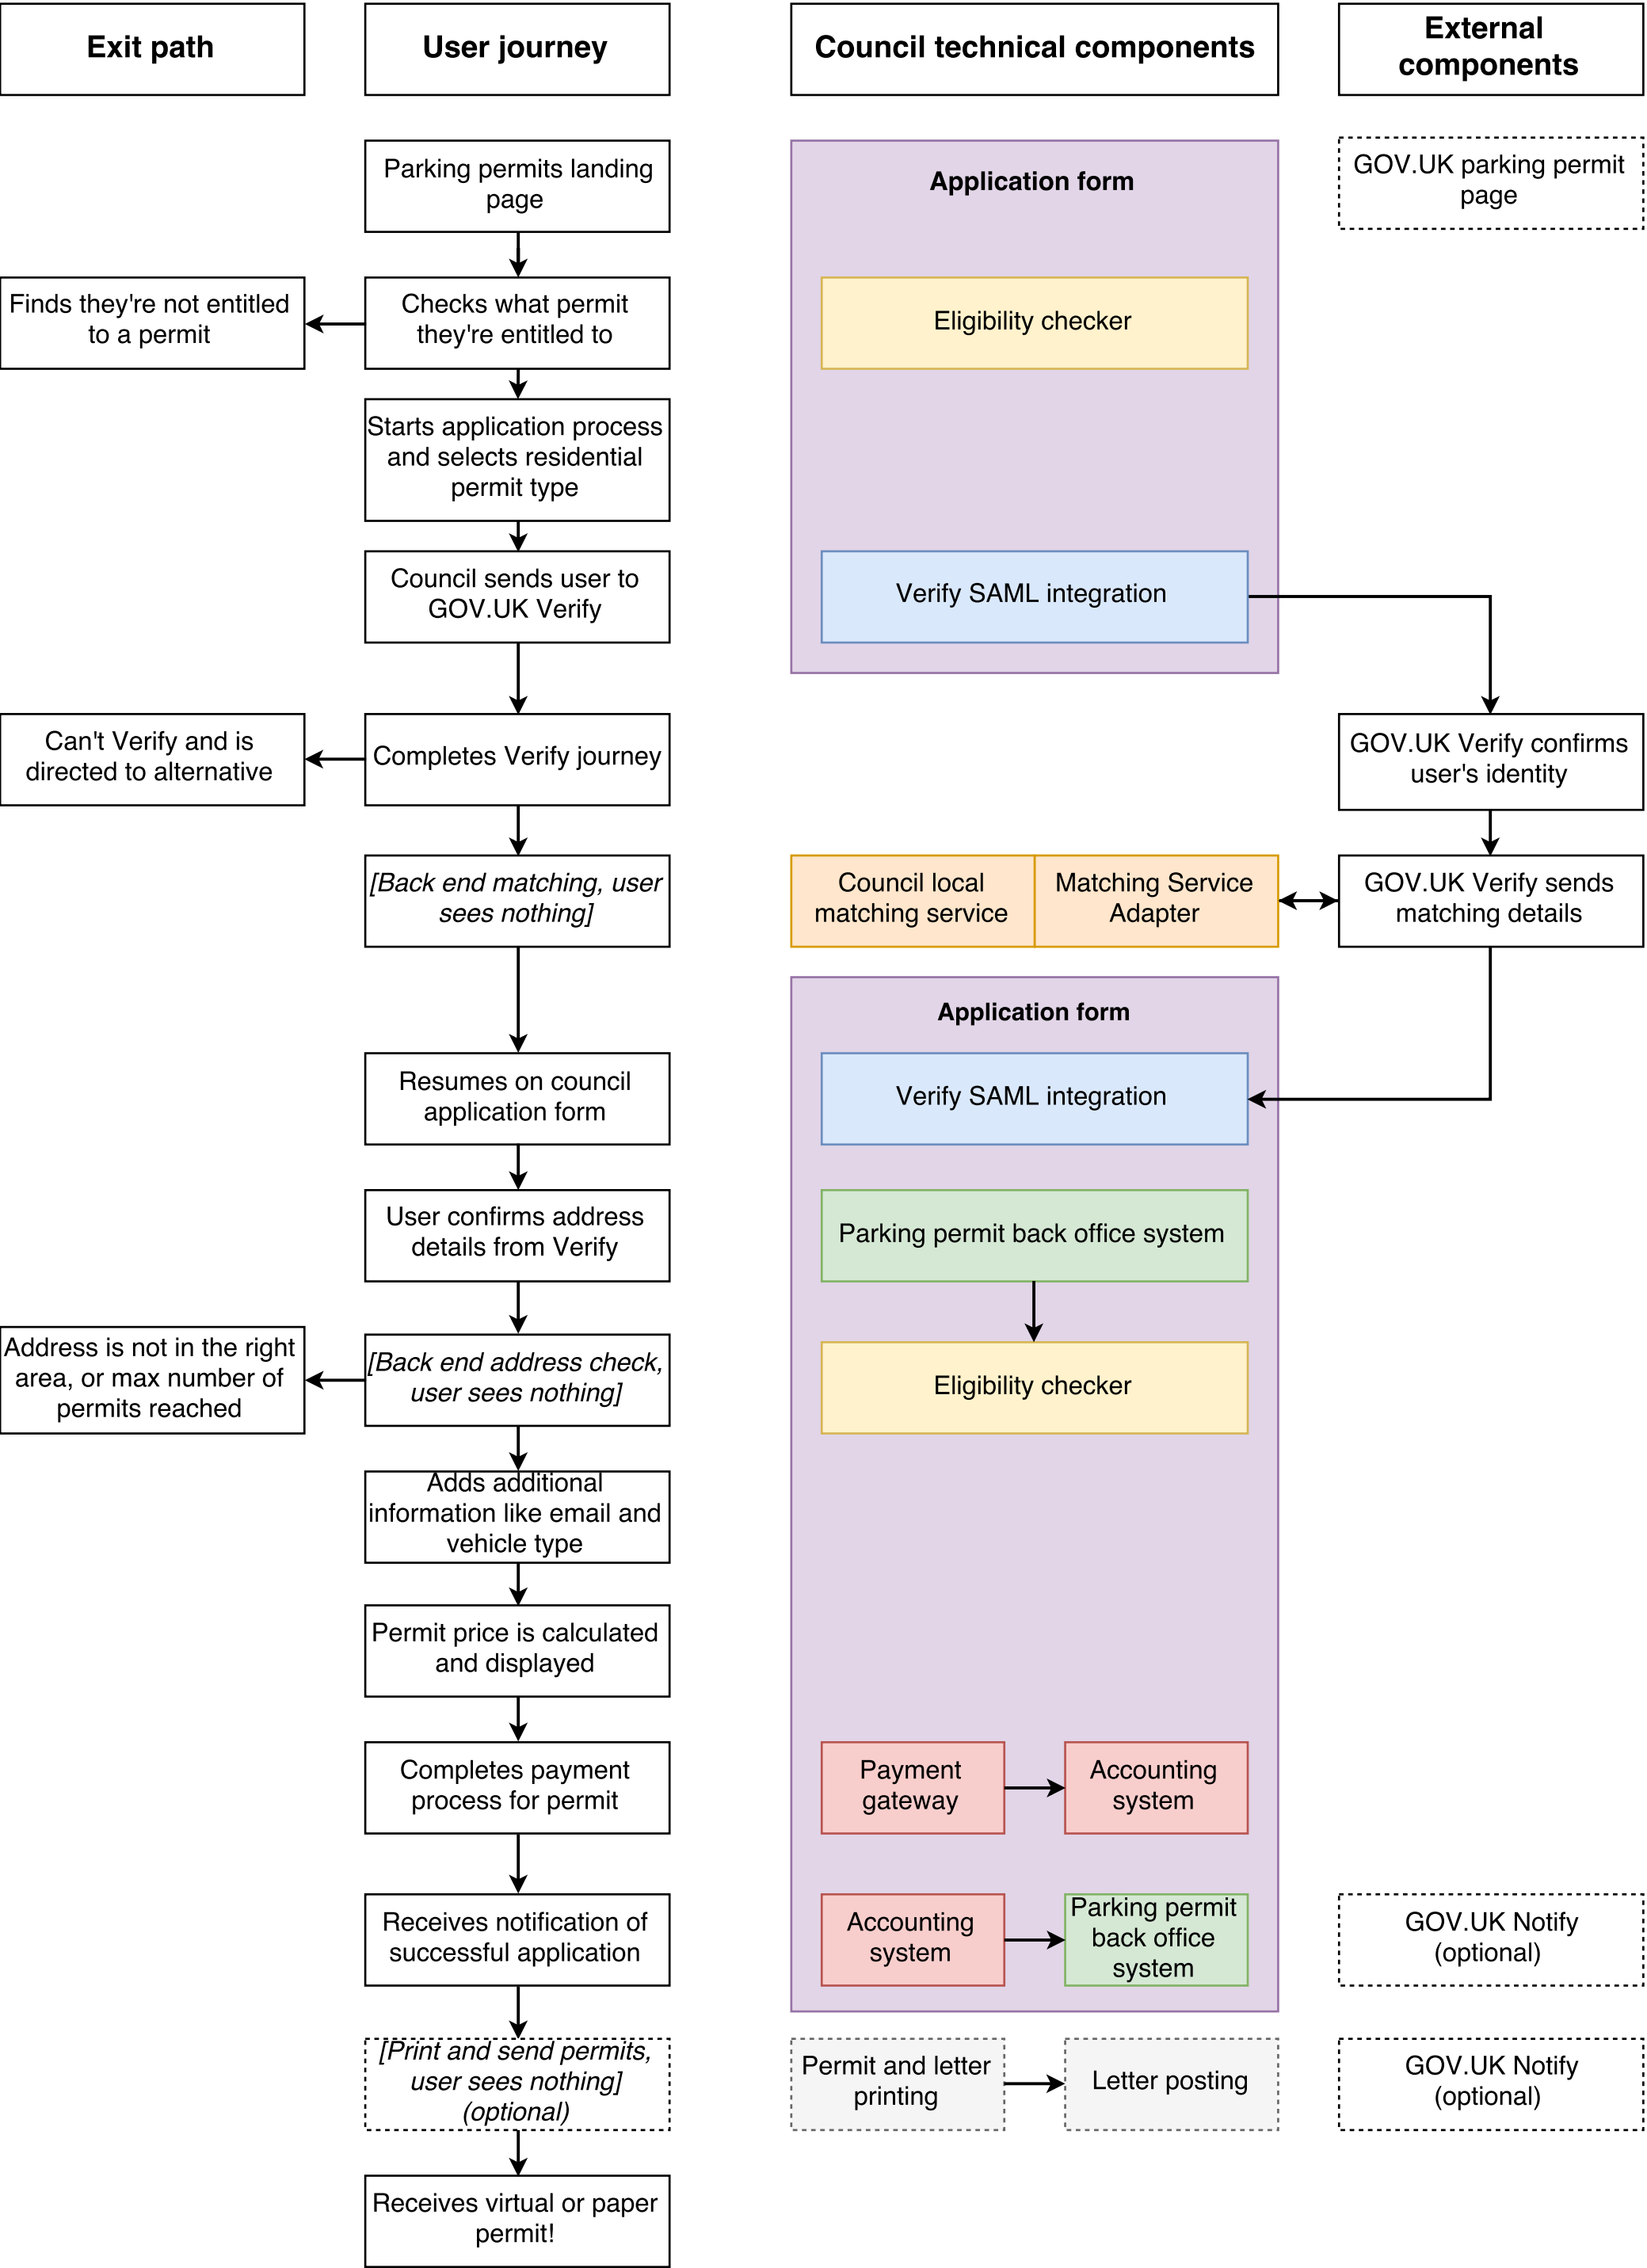 Exit path
User journey
Council technical components
External
components
Parking permits landing
page
Application form
GOV.UK parking permit
page
Finds they're not entitled
to a permit
Checks what permit
they're entitled to
Eligibility checker
Starts application process
and selects residential
permit type
Council sends user to
GOV.UK Verify
Verify SAML integration
Can't Verify and is
directed to alternative
Completes Verify journey
GOV.UK Verify confirms
user's identity
[Back end matching, user
sees nothing]
Council local
matching service
Matching Service
Adapter
GOV.UK Verify sends
matching details
Application form
Resumes on council
application form
Verify SAML integration
User confirms address
details from Verify
Parking permit back office system
Address is not in the right
area, or max number of
permits reached
[Back end address check,
user sees nothing]
Eligibility checker
Adds additional
information like email and
vehicle type
Permit price is calculated
and displayed
Completes payment
process for permit
Payment
gateway
Accounting
system
Receives notification of
successful application
Accounting
system
Parking permit
back office
system
GOV.UK Notify
(optional)
[Print and send permits,
user sees nothing]
(optional)
Permit and letter
printing
Letter posting
GOV.UK Notify
(optional)
Receives virtual or paper
permit!